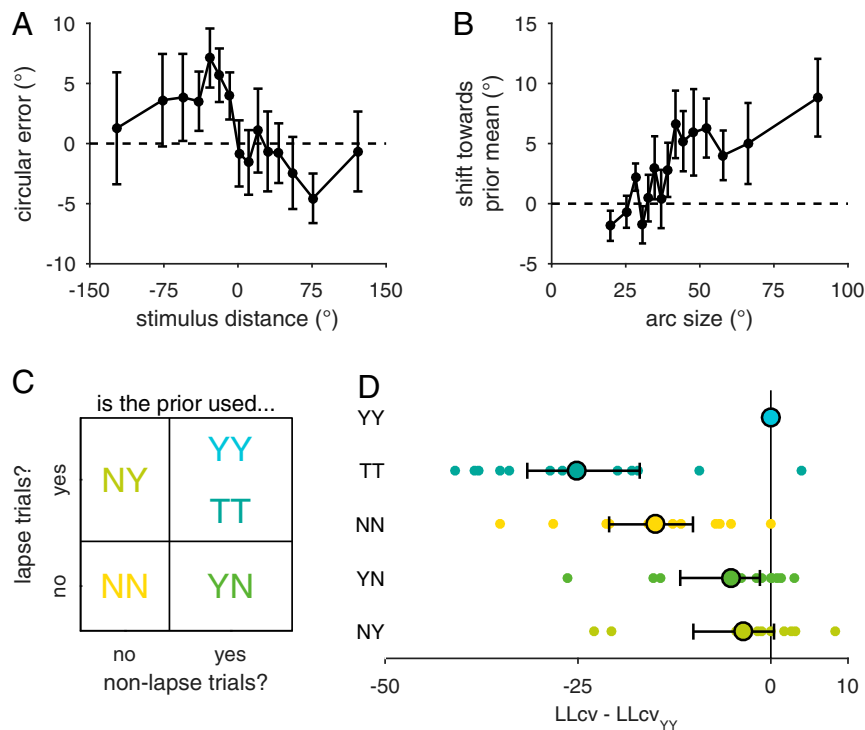 A
circular error (°)
10
5
0
-5
-10
-150 -75 0 75 150
stimulus distance (°)
B
shift towards
prior mean (°)
15
10
5
0
-5
0 25 50 75 100
arc size (°)
C
is the prior used...
lapse trials?
yes
no
NY
YY
TT
NN
YN
no yes
non-lapse trials?
D
YY
TT
NN
YN
NY
-50 -25 0 10
LLcv - LLcvYY